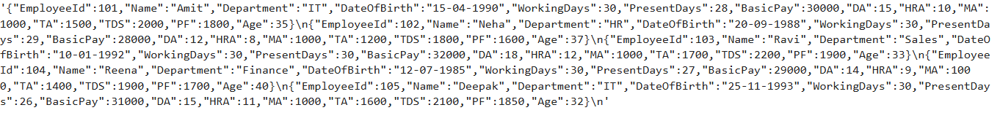 '{"EmployeeId":101,"Name":"Amit","Department":"IT","DateOfBirth":"15-04-1990","WorkingDays":30,"PresentDays":28,"BasicPay":30000,"DA":15,"HRA":10,"MA":
1000,"TA":1500,"TDS":2000,"PF":1800,"Age":35}\n{"EmployeeId":102,"Name":"Neha","Department":"HR","DateOfBirth":"20-09-1988","WorkingDays":30,"PresentDa
ys":29,"BasicPay":28000,"DA":12,"HRA":8,"MA":1000,"TA":1200,"TDS":1800,"PF":1600,"Age":37}\n{"EmployeeId":103,"Name":"Ravi","Department":"Sales","DateO
fBirth":"10-01-1992","WorkingDays":30,"PresentDays":30,"BasicPay":32000,"DA":18,"HRA":12,"MA":1000,"TA":1700,"TDS":2200,"PF":1900,"Age":33}\n{"Employee
Id":104,"Name":"Reena","Department":"Finance","DateOfBirth":"12-07-1985","WorkingDays":30,"PresentDays":27,"BasicPay":29000,"DA":14,"HRA":9,"MA":100
0,"TA":1400,"TDS":1900,"PF":1700,"Age":40}\n{"EmployeeId":105,"Name":"Deepak","Department":"IT","DateOfBirth":"25-11-1993","WorkingDays":30,"PresentDay
s":26,"BasicPay":31000,"DA":15,"HRA":11,"MA":1000,"TA":1600,"TDS":2100,"PF":1850,"Age":32}\n'